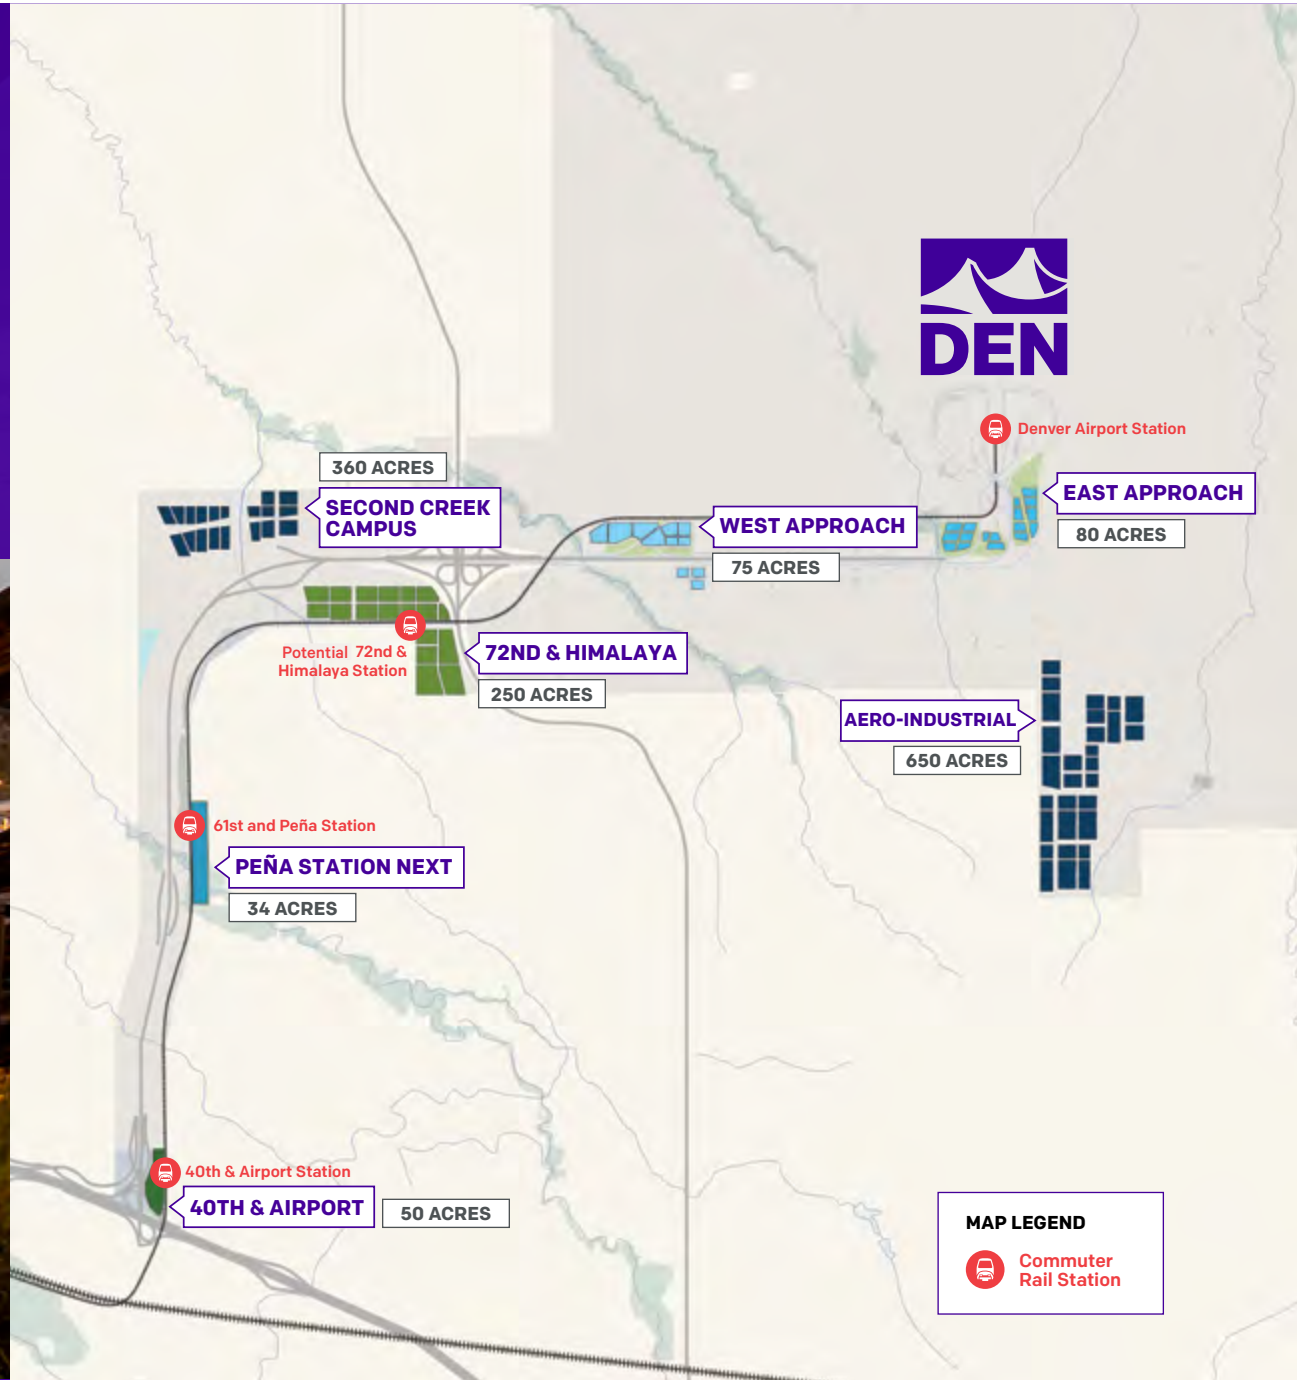 DEN
Denver Airport Station
360 ACRES
SECOND CREEK
CAMPUS
EAST APPROACH
80 ACRES
WEST APPROACH
75 ACRES
Potential 72nd &
Himalaya Station
72ND & HIMALAYA
250 ACRES
AERO-INDUSTRIAL
650 ACRES
61st and Peña Station
PEÑA STATION NEXT
34 ACRES
40th & Airport Station
40TH & AIRPORT
50 ACRES
MAP LEGEND
Commuter
Rail Station